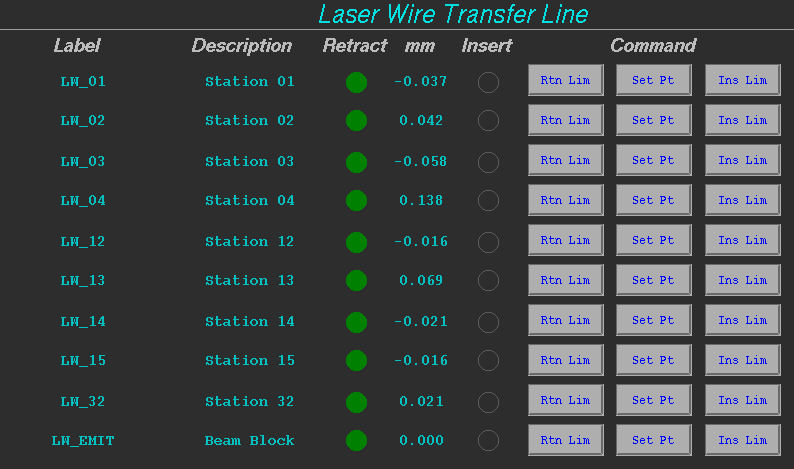 Laser Wire Transfer Line
Label Description Retract mm Insert Command
LW_01 Station 01 -0.037 Rtn Lim Set Pt Ins Lim
LW_02 Station 02 0.042 Rtn Lim Set Pt Ins Lim
LW_03 Station 03 -0.058 Rtn Lim Set Pt Ins Lim
LW_04 Station 04 0.138 Rtn Lim Set Pt Ins Lim
LW_12 Station 12 -0.016 Rtn Lim Set Pt Ins Lim
LW_13 Station 13 0.069 Rtn Lim Set Pt Ins Lim
LW_14 Station 14 -0.021 Rtn Lim Set Pt Ins Lim
LW_15 Station 15 -0.016 Rtn Lim Set Pt Ins Lim
LW_32 Station 32 0.021 Rtn Lim Set Pt Ins Lim
LW_EMIT Beam Block 0.000 Rtn Lim Set Pt Ins Lim